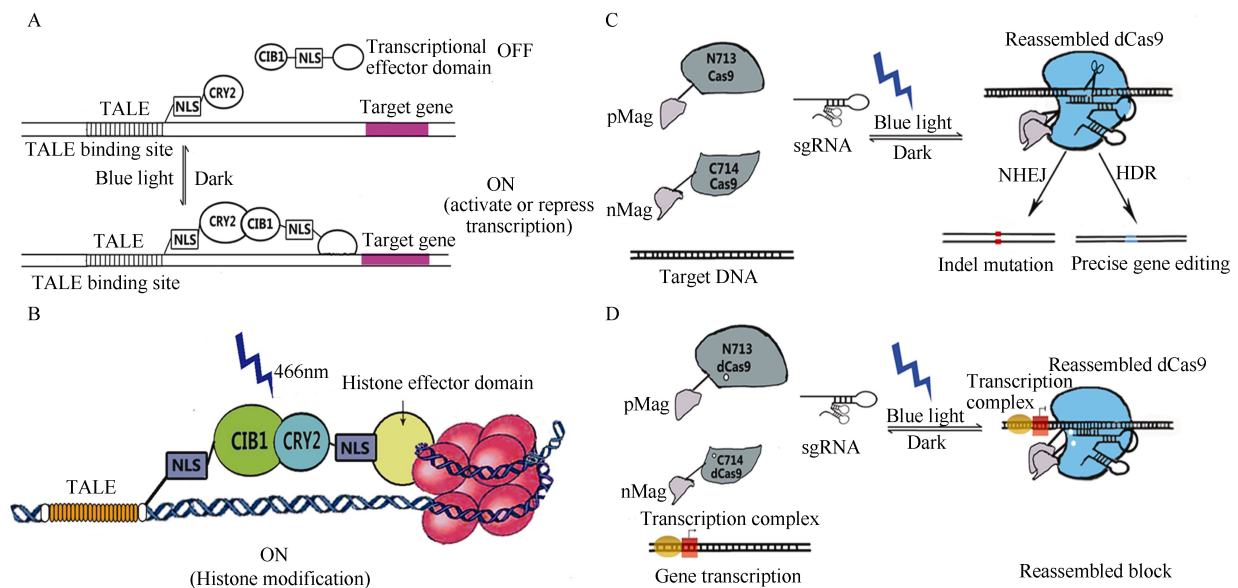 A
CIB1
NLS
Transcriptional
effector domain
OFF
CRY2
NLS
TALE
Target gene
TALE binding site
Blue light
Dark
ON
(activate or repress
transcription)
TALE
NLS
CRY2
CIB1
NLS
Target gene
TALE binding site
B
466nm
Histone effector domain
CIB1
CRY2
NLS
NLS
TALE
ON
(Histone modification)
C
N713
Cas9
pMag
C714
Cas9
nMag
Target DNA
sgRNA
Blue light
Dark
Reassembled dCas9
NHEJ
HDR
Indel mutation
Precise gene editing
D
N713
dCas9
pMag
C714
dCas9
nMag
Transcription complex
Gene transcription
sgRNA
Blue light
Dark
Reassembled dCas9
Transcription
complex
Reassembled block